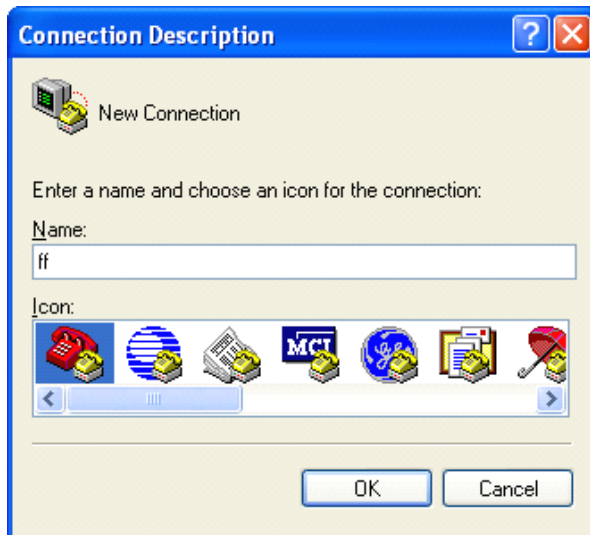 Connection Description
New Connection
Enter a name and choose an icon for the connection:
Name:
ff
Icon:
MCI
OK Cancel